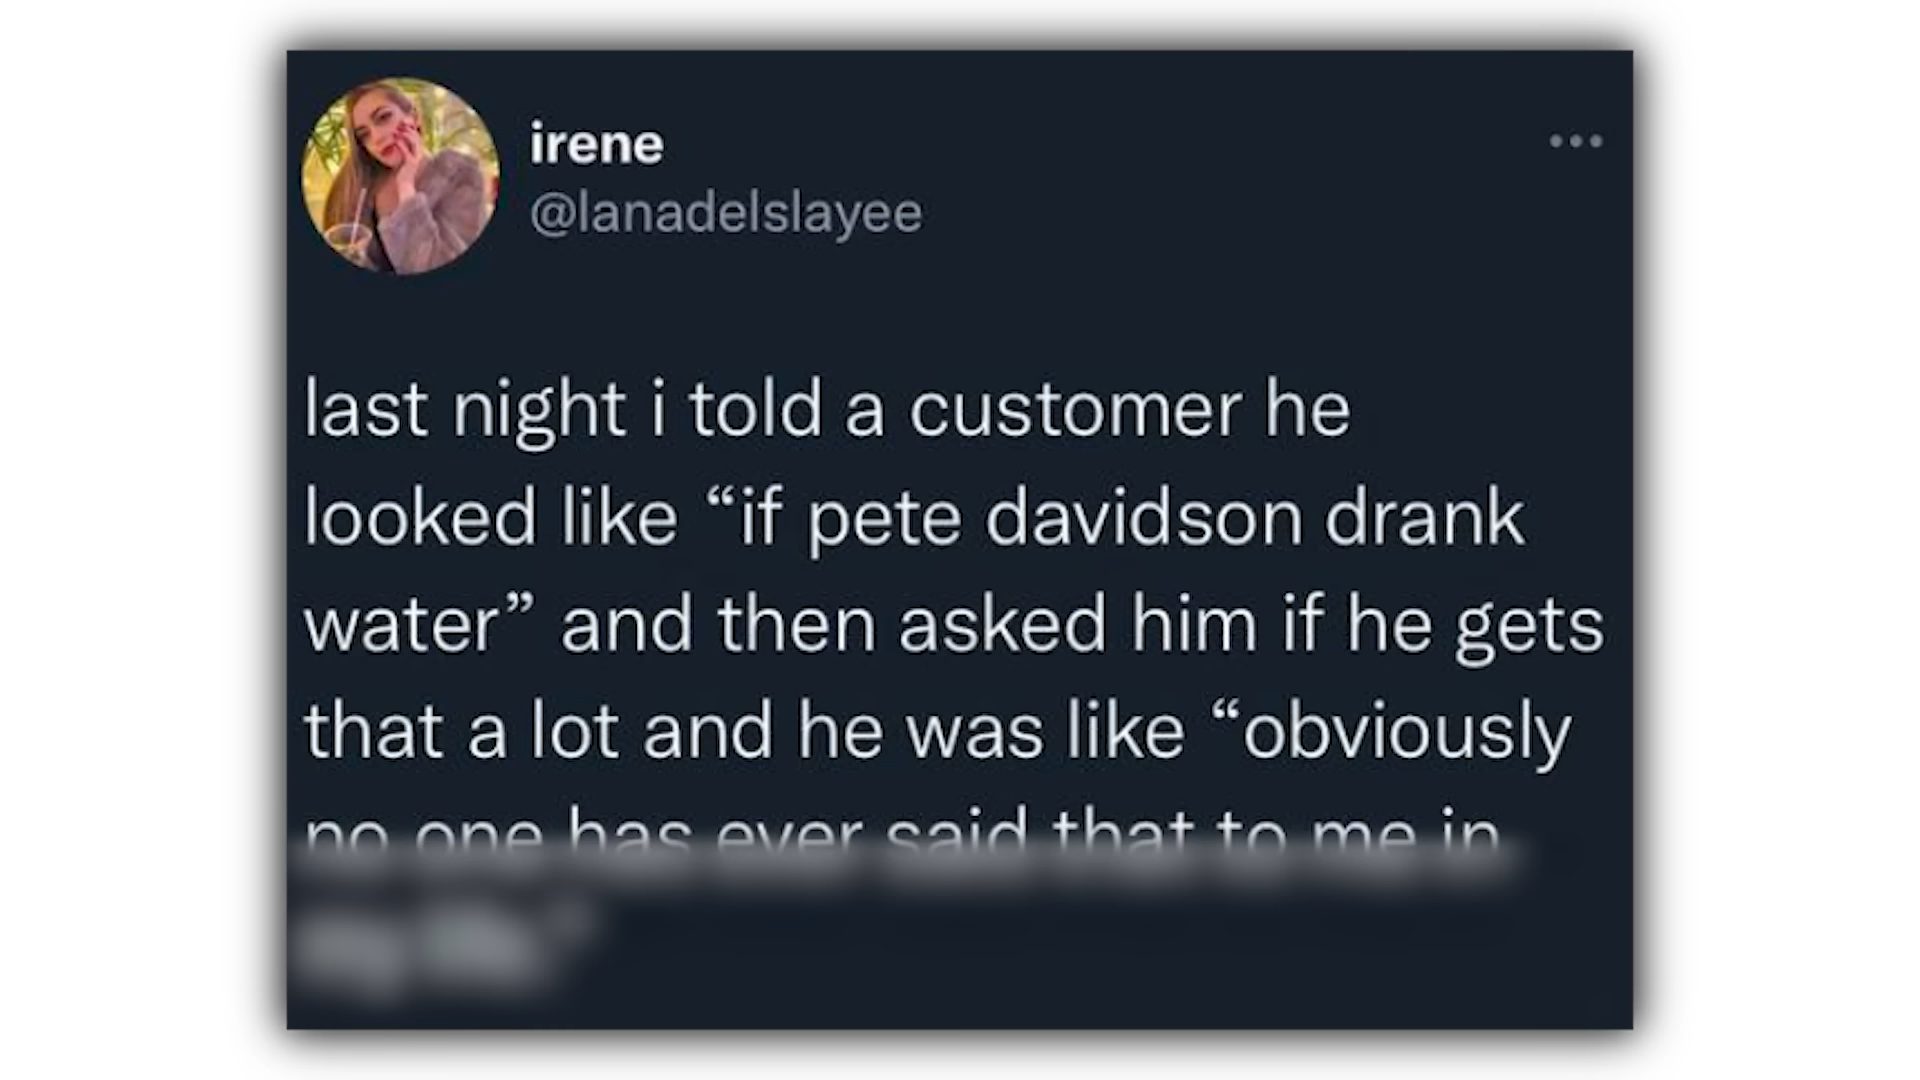 irene
@lanadelslayee
last night i told a customer he
looked like “if pete davidson drank
water” and then asked him if he gets
that a lot and he was like “obviously
no one has ever said that to me in